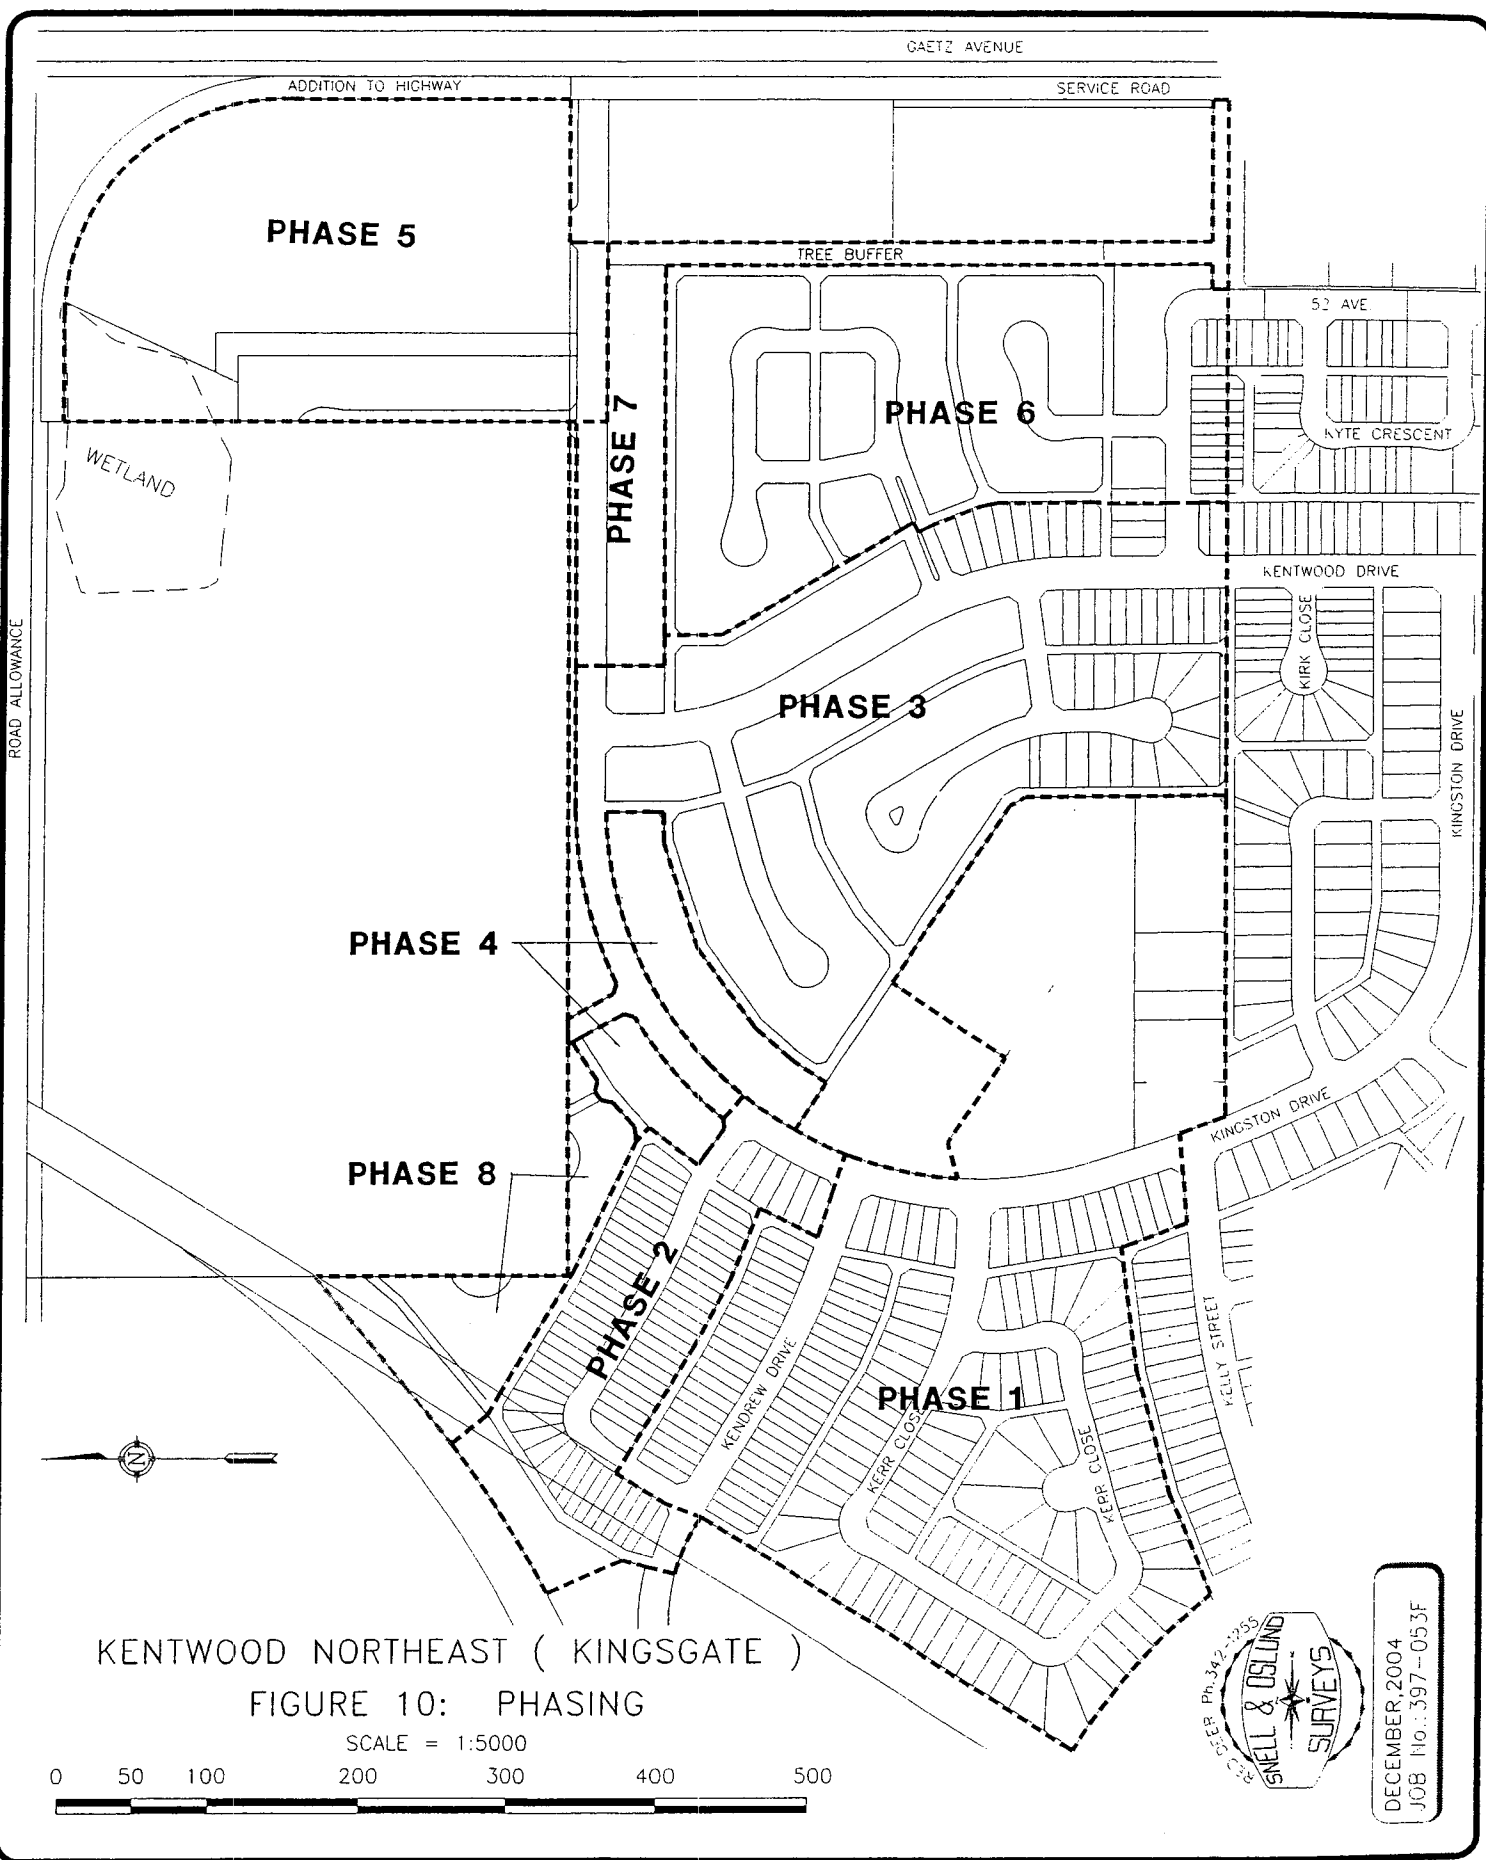 GAETZ AVENUE
ADDITION TO HIGHWAY
SERVICE ROAD
PHASE 5
TREE BUFFER
52 AVE.
PHASE 7
PHASE 6
KYTE CRESCENT
WETLAND
KENTWOOD DRIVE
KIRK CLOSE
ROAD ALLOWANCE
PHASE 3
KINGSTON DRIVE
PHASE 4
KINGSTON DRIVE
PHASE 8
PHASE 2
KELLY STREET
KENDREW DRIVE
PHASE 1
KERR CLOSE
KERR CLOSE
N
KENTWOOD NORTHEAST ( KINGSGATE )
FIGURE 10: PHASING
SCALE = 1:5000
0 50 100 200 300 400 500
RED DEER Ph.342-1255
SNELL & OSLUND
SURVEYS
DECEMBER,2004
JOB No.: 397-053F